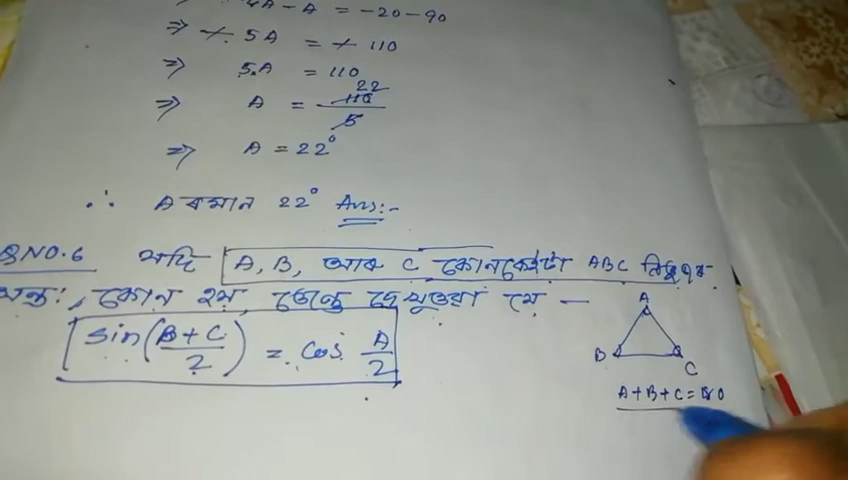 4A - A = -20 - 90
⇒ 5A = 110
⇒ 5A = 110
⇒ A = 110/5 22
⇒ A = 22°
∴ A ৰ মান 22° Ans:-
QNO.6 যদি A, B, আৰু C কোনকেইটা ABC ত্ৰিভুজৰ
অন্তঃ, কোন হয়, তেন্তে দেখুওৱা যে —
sin(B+C/2) = cos A/2
A
B
C
A+B+C=180